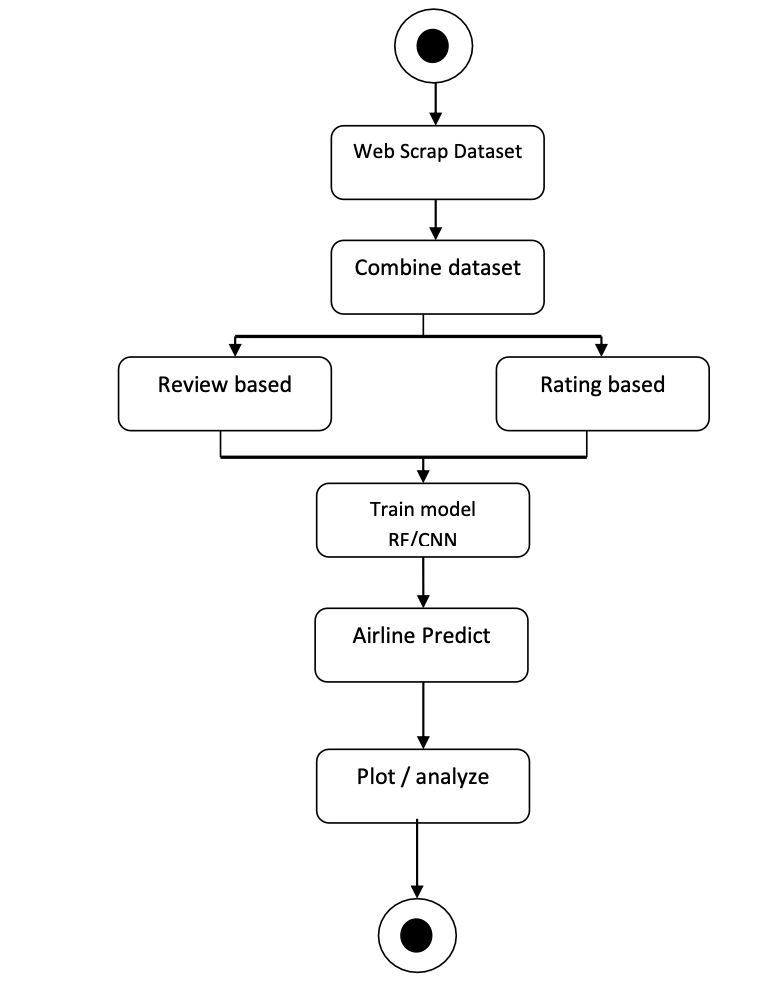 Web Scrap Dataset
Combine dataset
Review based
Rating based
Train model
RF/CNN
Airline Predict
Plot / analyze